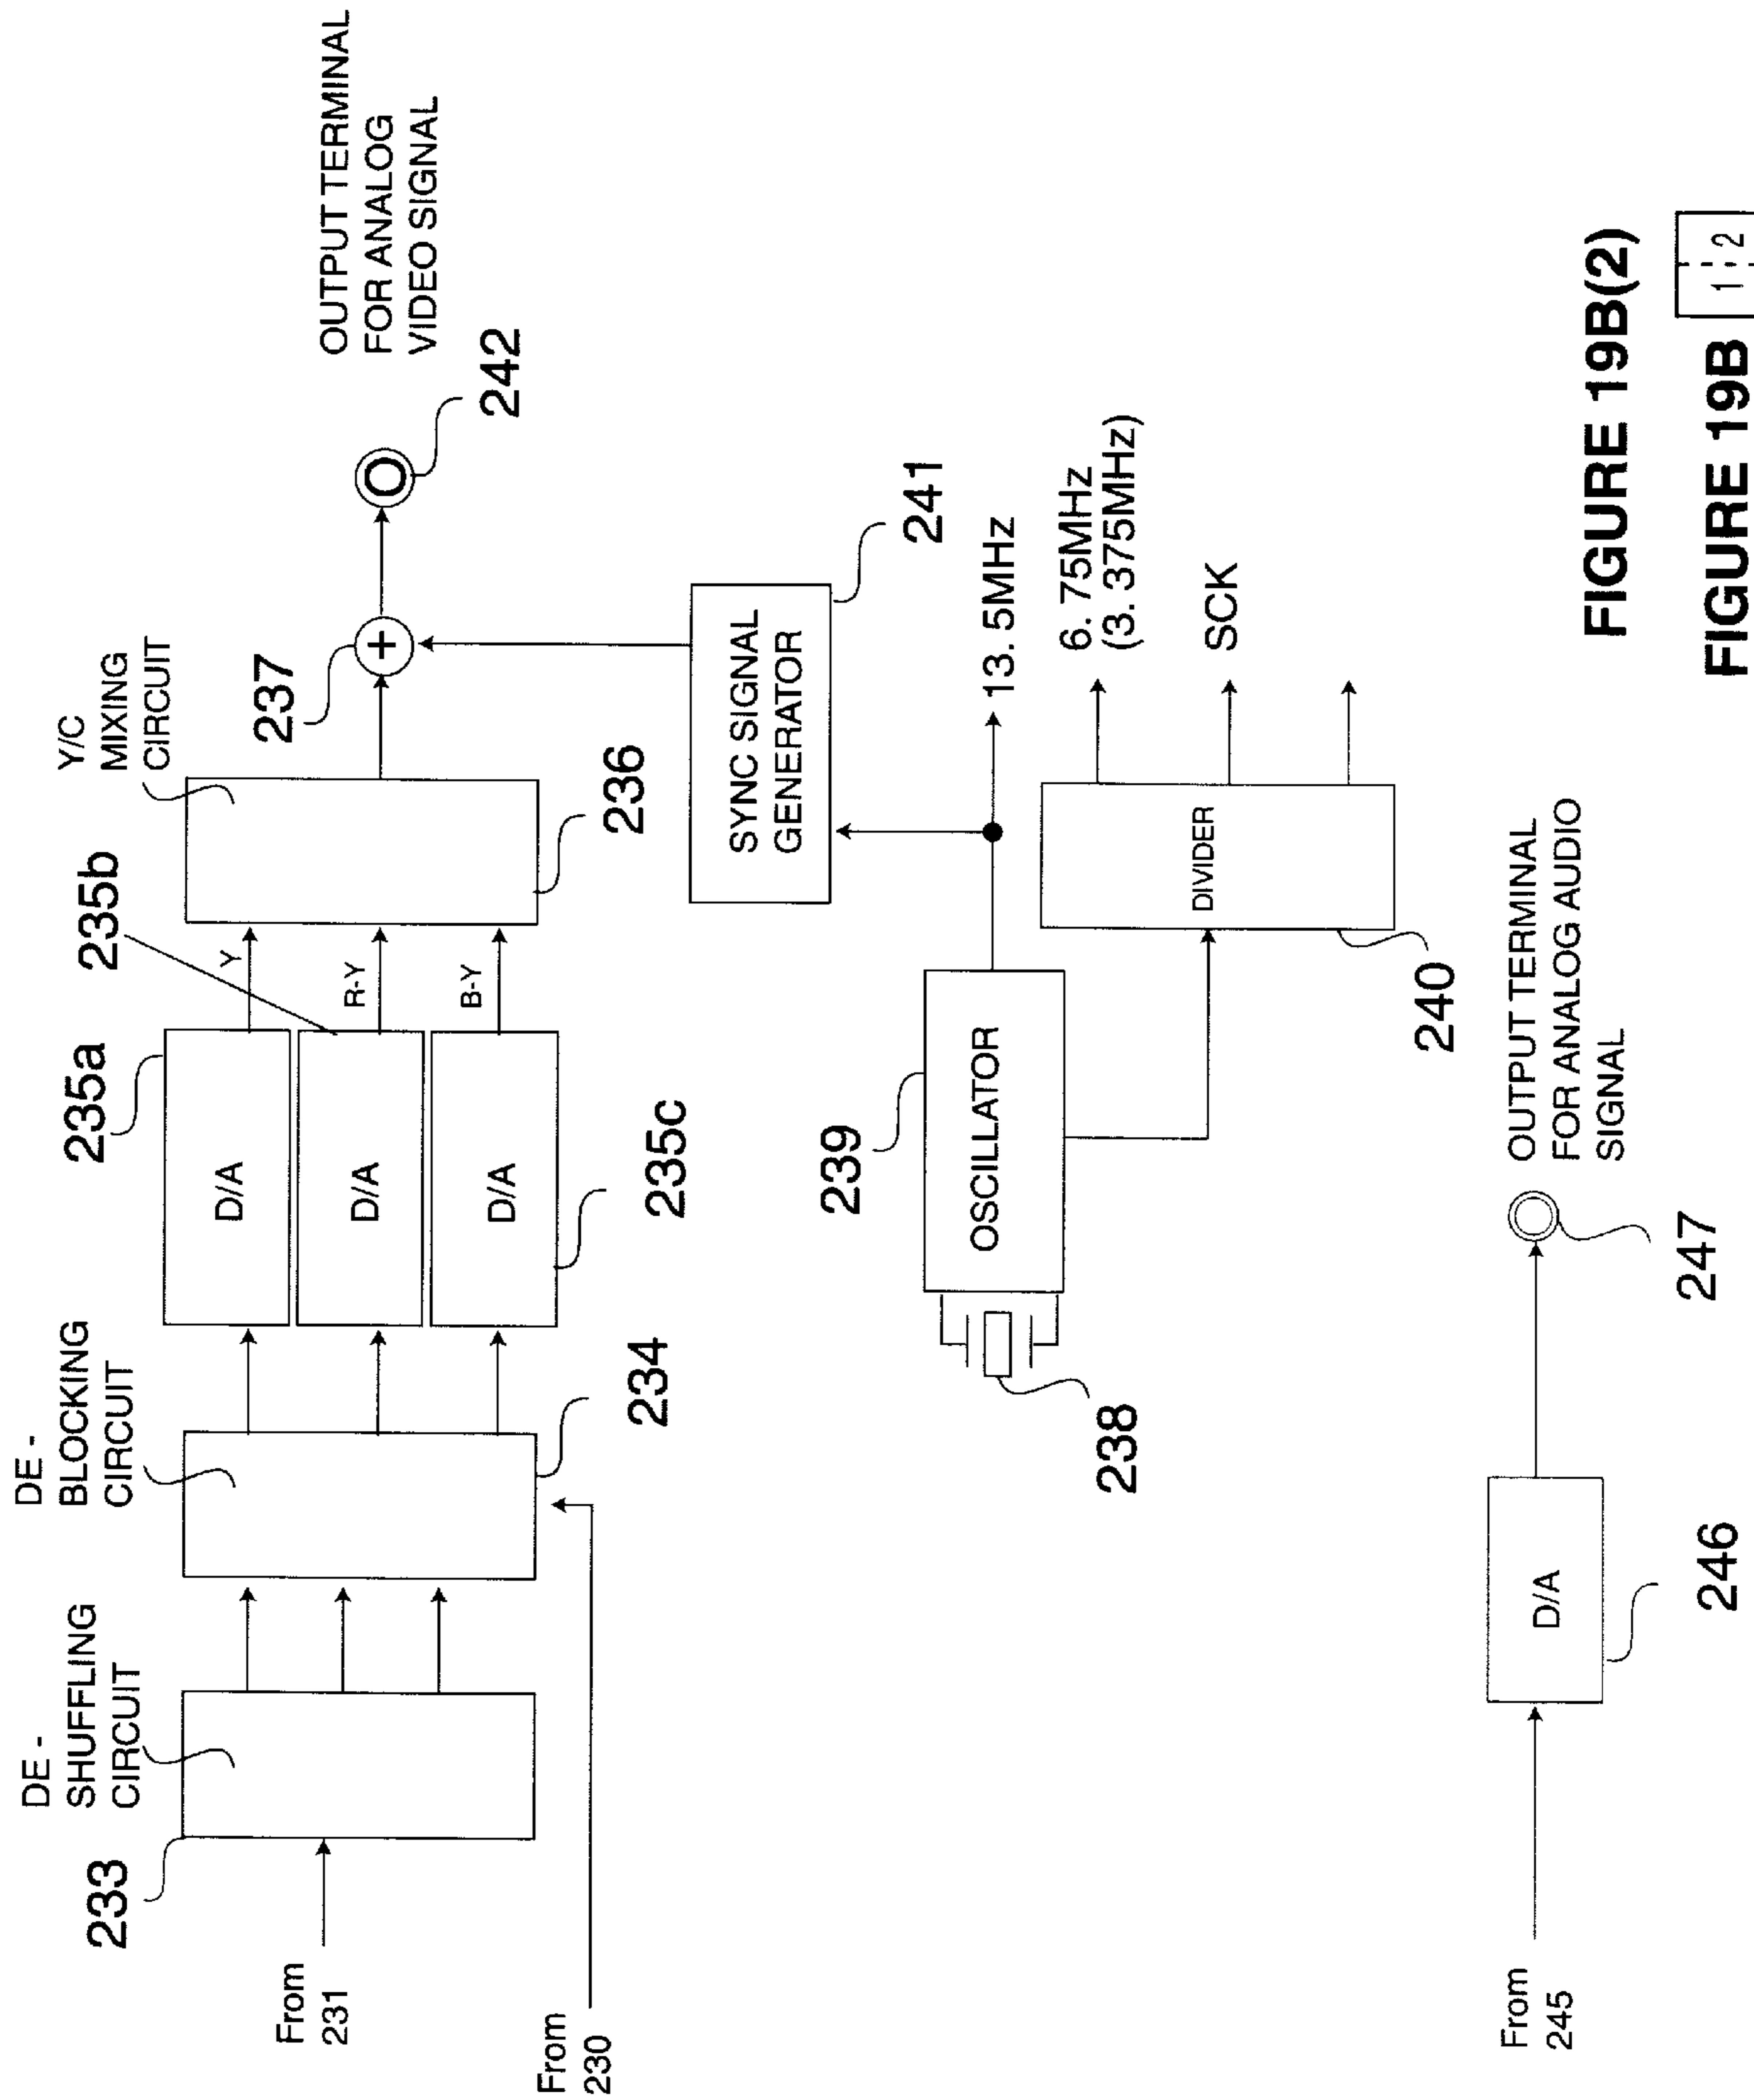 DE -
SHUFFLING
CIRCUIT
233
From
231
From
230
DE -
BLOCKING
CIRCUIT
234
235a
D/A
D/A
D/A
235c
235b
Y
R-Y
B-Y
Y/C
MIXING
CIRCUIT
236
237
+
OUTPUT TERMINAL
FOR ANALOG
VIDEO SIGNAL
242
SYNC SIGNAL
GENERATOR
241
238
239
OSCILLATOR
13. 5MHz
6. 75MHz
(3. 375MHz)
SCK
DIVIDER
240
From
245
D/A
246
247
OUTPUT TERMINAL
FOR ANALOG AUDIO
SIGNAL
FIGURE 19B(2)
FIGURE 19B
1 2